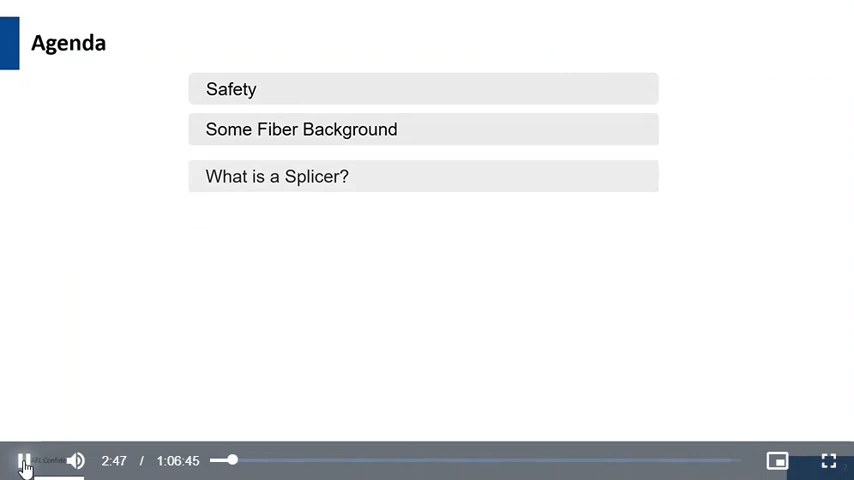 Agenda
Safety
Some Fiber Background
What is a Splicer?
2:47 / 1:06:45